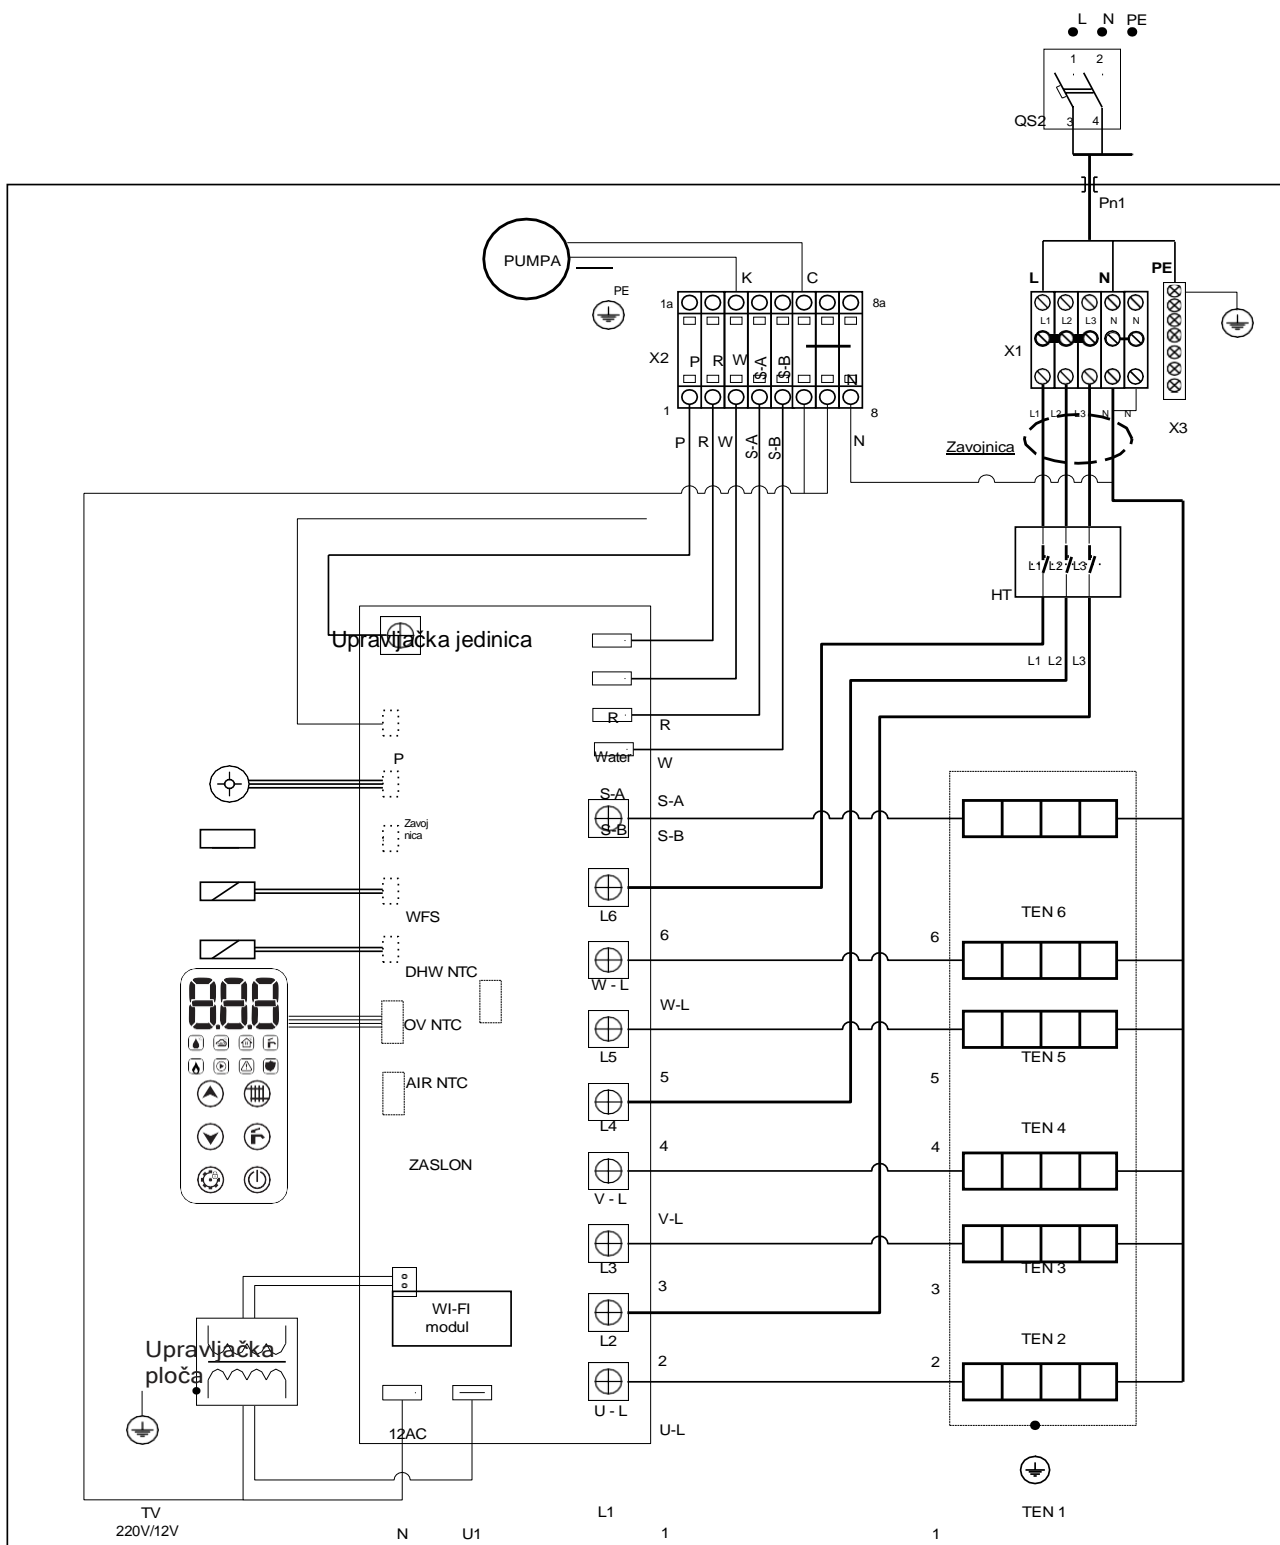 L N PE
1 2
QS2
3 4
Pn1
PUMPA
K C
PE
1a
8a
L N PE
L1 L2 L3 N N
X1
X2
P R W S-A S-B N
1
8
P R W S-A S-B N
L1 L2 L3 N N
X3
Zavojnica
L1 L2 L3
HT
Upravljačka jedinica
L1 L2 L3
R
R
P
Water
W
S-A
S-A
Zavoj
nica
S-B
S-B
WFS
L6
TEN 6
6
6
DHW NTC
W - L
W-L
8.8.8
OV NTC
L5
TEN 5
5
5
AIR NTC
L4
TEN 4
4
4
ZASLON
V - L
V-L
L3
TEN 3
3
3
WI-FI
modul
L2
TEN 2
2
2
Upravljačka
ploča
U - L
U-L
12AC
TV
220V/12V
L1
TEN 1
N U1
1
1